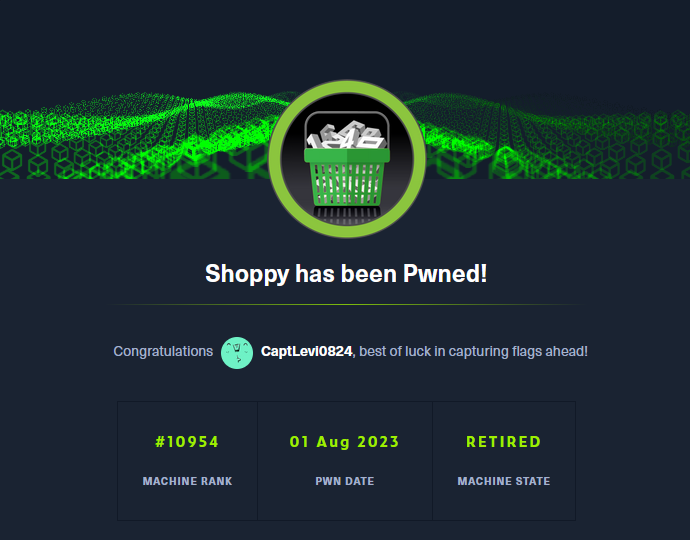 Shoppy has been Pwned!
Congratulations CaptLevi0824, best of luck in capturing flags ahead!
#10954 01 Aug 2023 RETIRED
MACHINE RANK PWN DATE MACHINE STATE